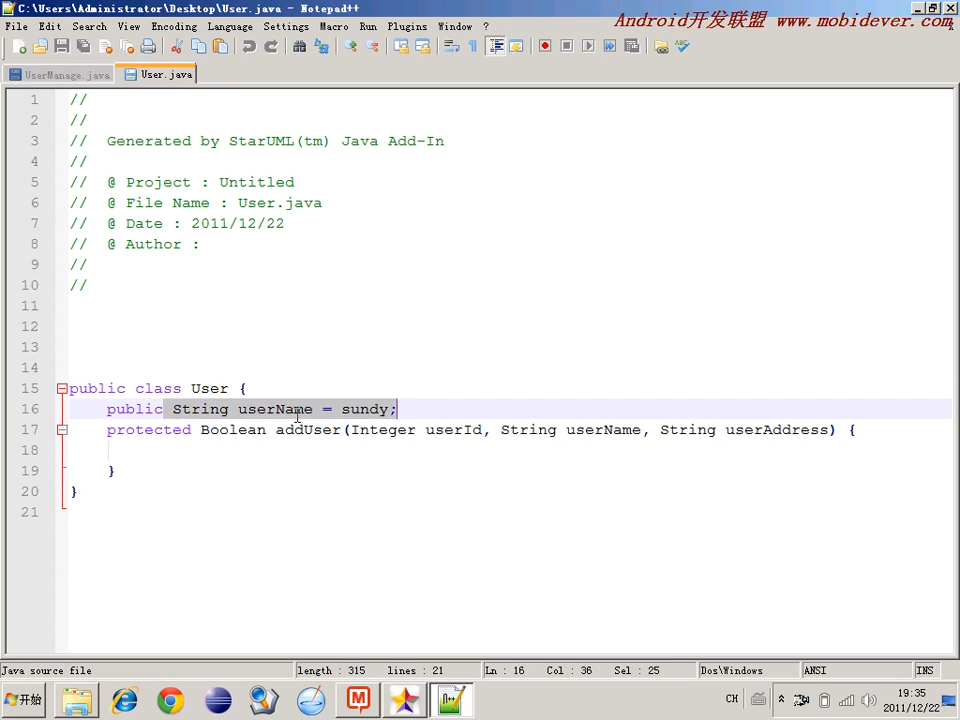 C:\Users\Administrator\Desktop\User.java - Notepad++
Android开发联盟 www.mobidever.com
File Edit Search View Encoding Language Settings Macro Run Plugins Window ?
UserManage.java User.java
1 //
2 //
3 // Generated by StarUML(tm) Java Add-In
4 //
5 // @ Project : Untitled
6 // @ File Name : User.java
7 // @ Date : 2011/12/22
8 // @ Author :
9 //
10 //
11
12
13
14
15 public class User {
16 public String userName = sundy;
17 protected Boolean addUser(Integer userId, String userName, String userAddress) {
18
19 }
20 }
21
Java source file length : 315 lines : 21 Ln : 16 Col : 36 Sel : 25 Dos\Windows ANSI INS
开始 CH 19:35
2011/12/22